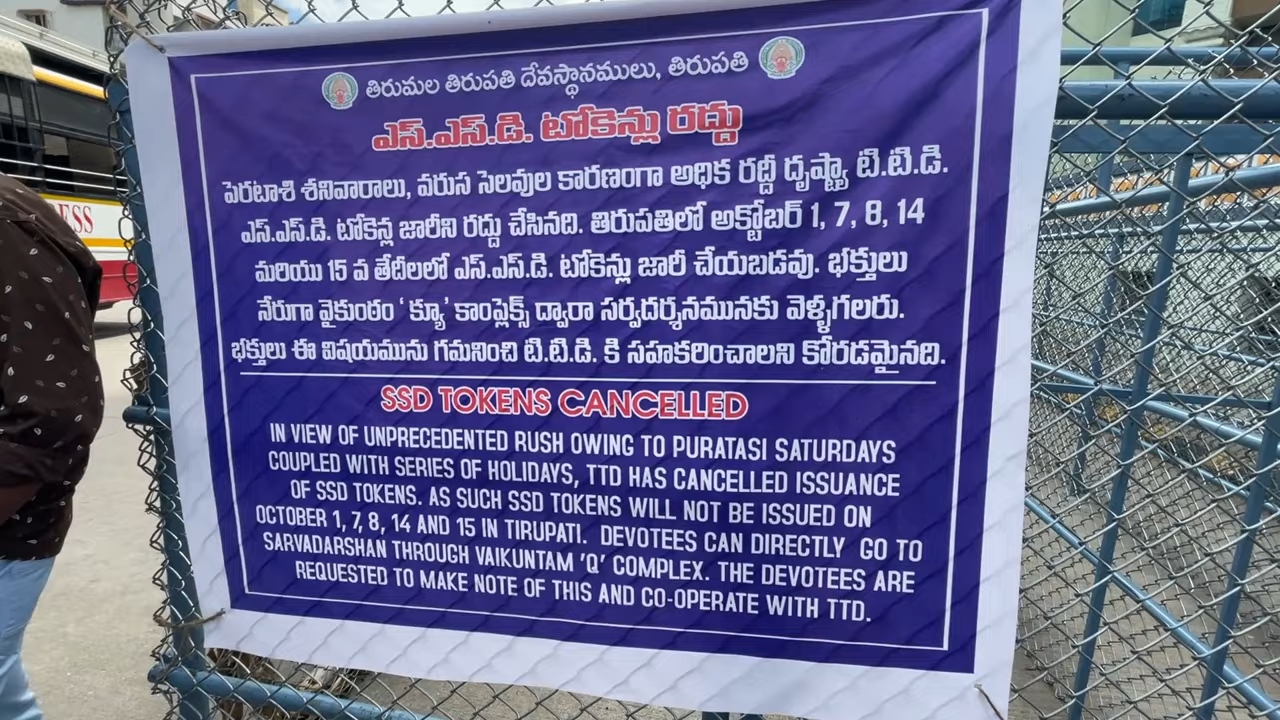 తిరుమల తిరుపతి దేవస్థానములు, తిరుపతి
ఎస్.ఎస్.డి. టోకెన్లు రద్దు
పెరటాశి శనివారాలు, వరుస సెలవుల కారణంగా అధిక రద్దీ దృష్ట్యా టి.టి.డి.
ఎస్.ఎస్.డి. టోకెన్ల జారీని రద్దు చేసినది. తిరుపతిలో అక్టోబర్ 1, 7, 8, 14
మరియు 15 వ తేదీలలో ఎస్.ఎస్.డి. టోకెన్లు జారీ చేయబడవు. భక్తులు
నేరుగా వైకుంఠం 'క్యూ' కాంప్లెక్స్ ద్వారా సర్వదర్శనమునకు వెళ్ళగలరు.
భక్తులు ఈ విషయమును గమనించి టి.టి.డి. కి సహకరించాలని కోరడమైనది.
SSD TOKENS CANCELLED
IN VIEW OF UNPRECEDENTED RUSH OWING TO PURATASI SATURDAYS
COUPLED WITH SERIES OF HOLIDAYS, TTD HAS CANCELLED ISSUANCE
OF SSD TOKENS. AS SUCH SSD TOKENS WILL NOT BE ISSUED ON
OCTOBER 1, 7, 8, 14 AND 15 IN TIRUPATI. DEVOTEES CAN DIRECTLY GO TO
SARVADARSHAN THROUGH VAIKUNTAM 'Q' COMPLEX. THE DEVOTEES ARE
REQUESTED TO MAKE NOTE OF THIS AND CO-OPERATE WITH TTD.